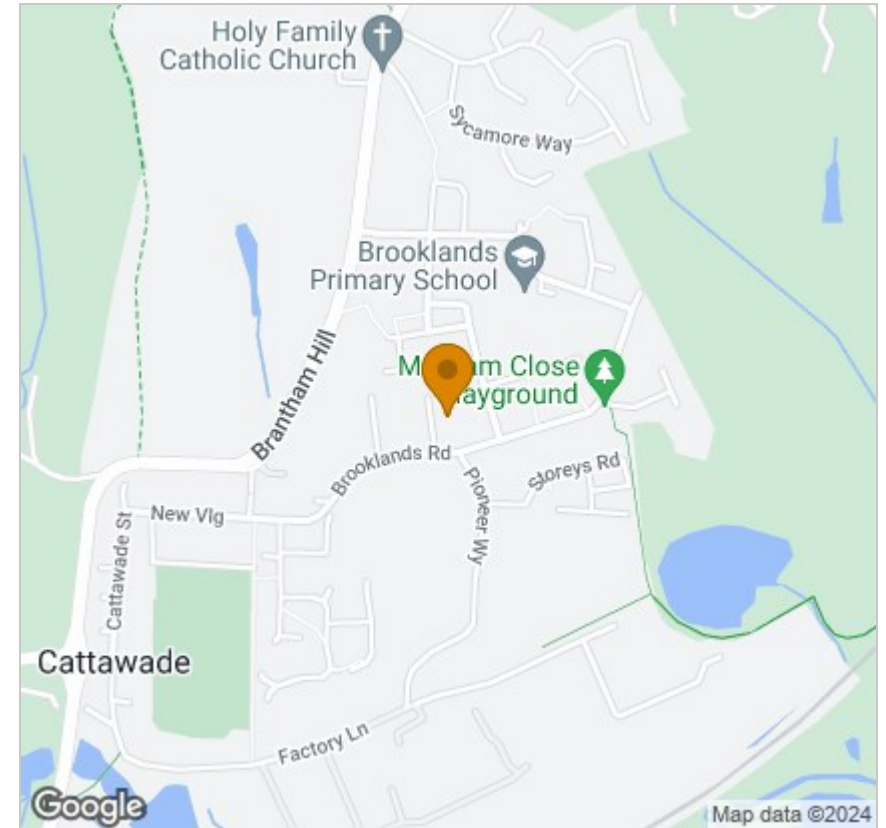 Holy Family
Catholic Church
Sycamore Way
Brooklands
Primary School
Brantham Hill
Close
Brooklands Rd
Storeys Rd
Pioneer Wy
New Vlg
Cattawade St
Cattawade
Factory Ln
Google
Map data ©2024